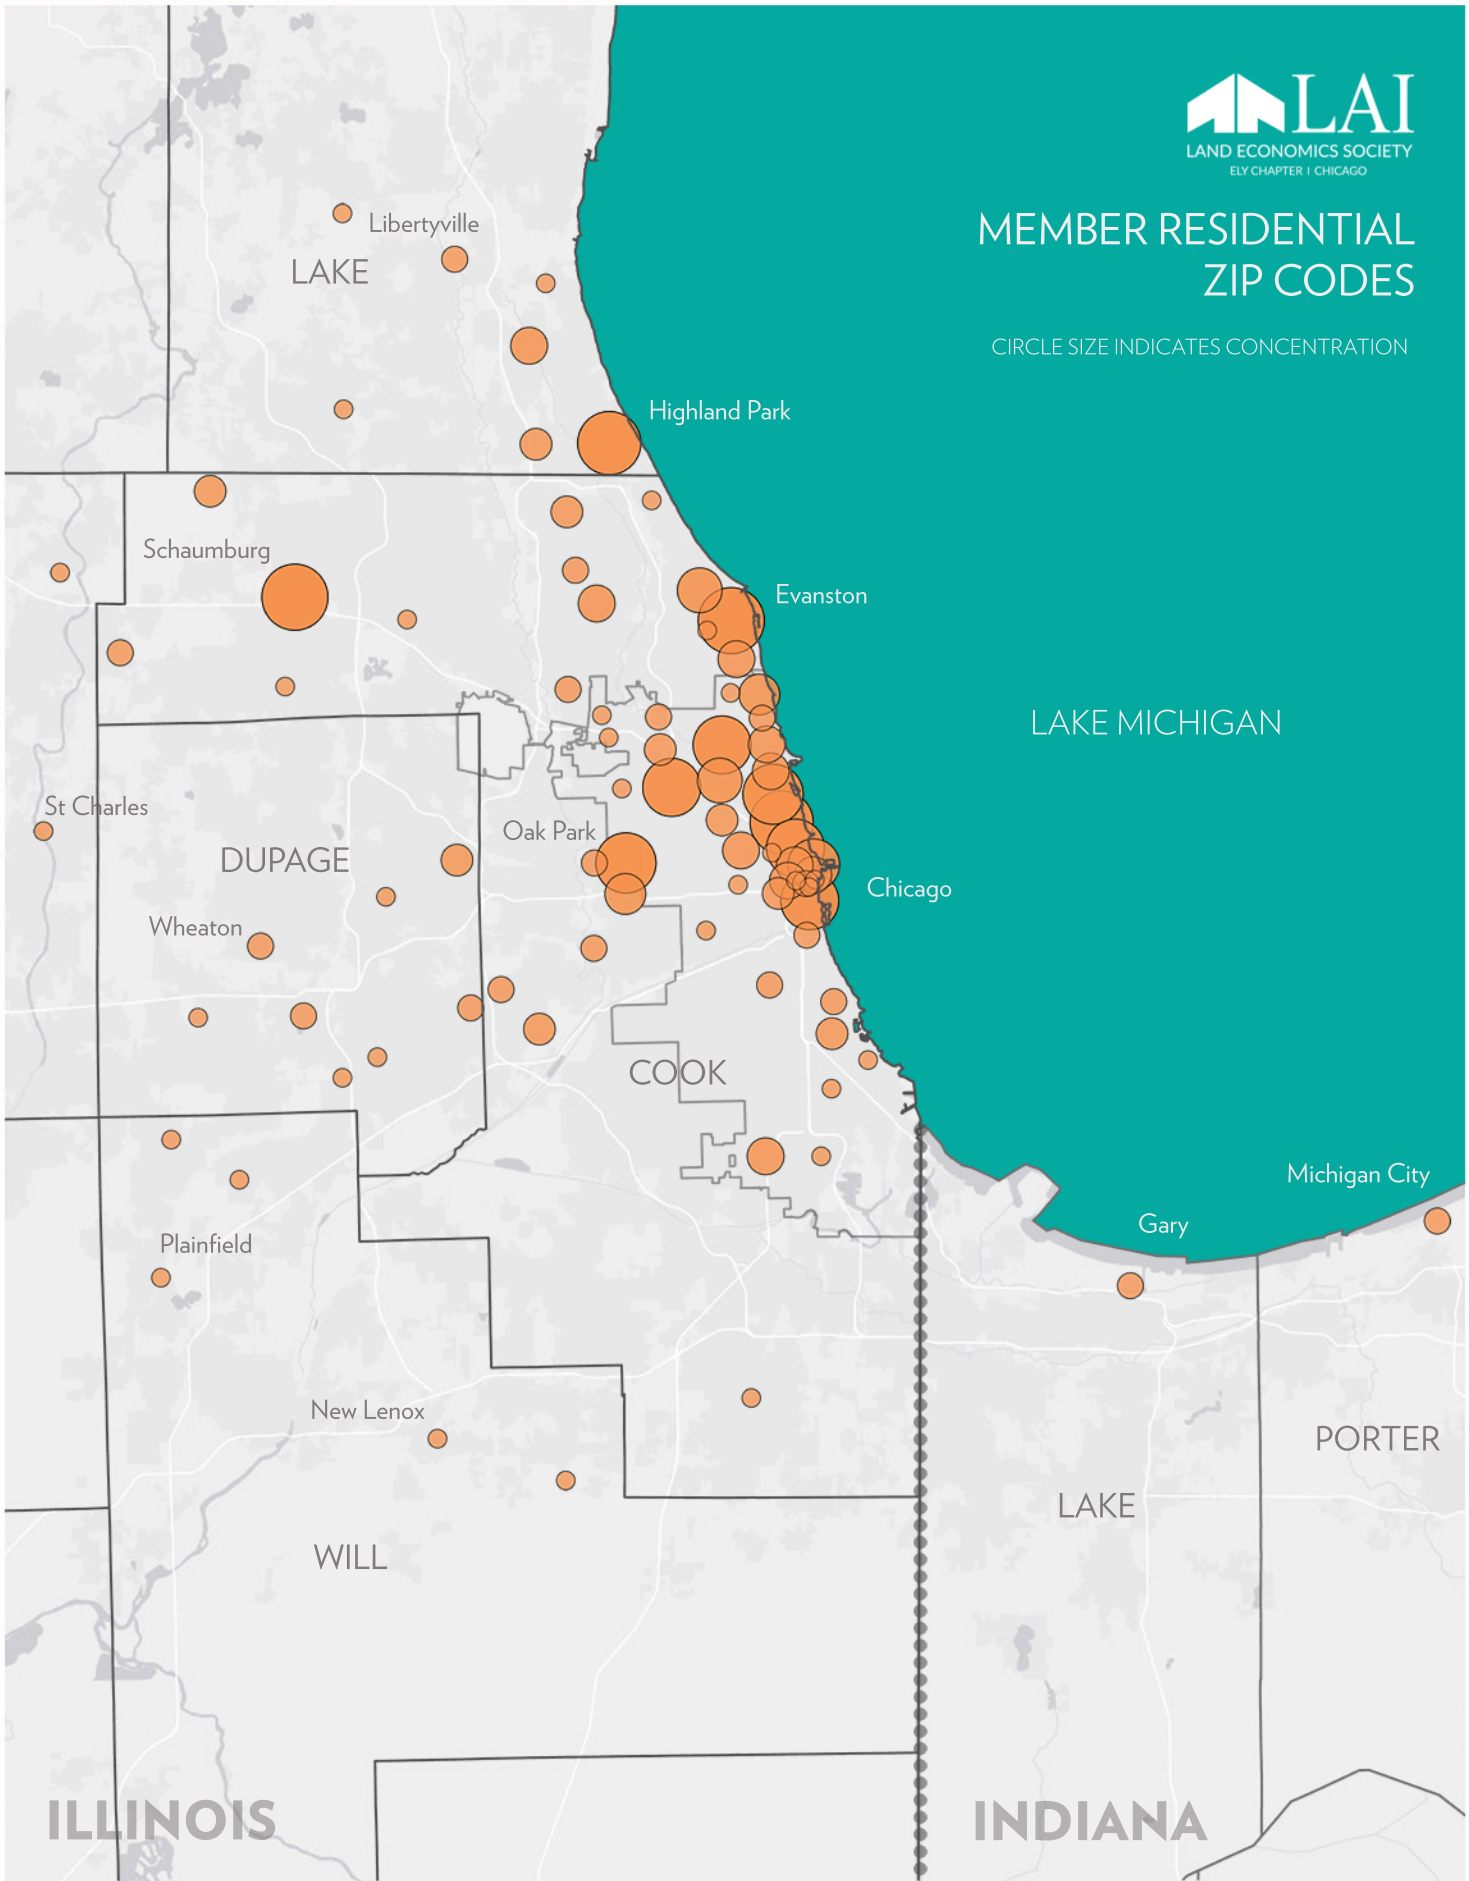 LAI
LAND ECONOMICS SOCIETY
ELY CHAPTER | CHICAGO
MEMBER RESIDENTIAL
ZIP CODES
CIRCLE SIZE INDICATES CONCENTRATION
Libertyville
LAKE
Highland Park
Schaumburg
Evanston
LAKE MICHIGAN
St Charles
Oak Park
DUPAGE
Chicago
Wheaton
COOK
Michigan City
Gary
Plainfield
New Lenox
PORTER
LAKE
WILL
ILLINOIS
INDIANA